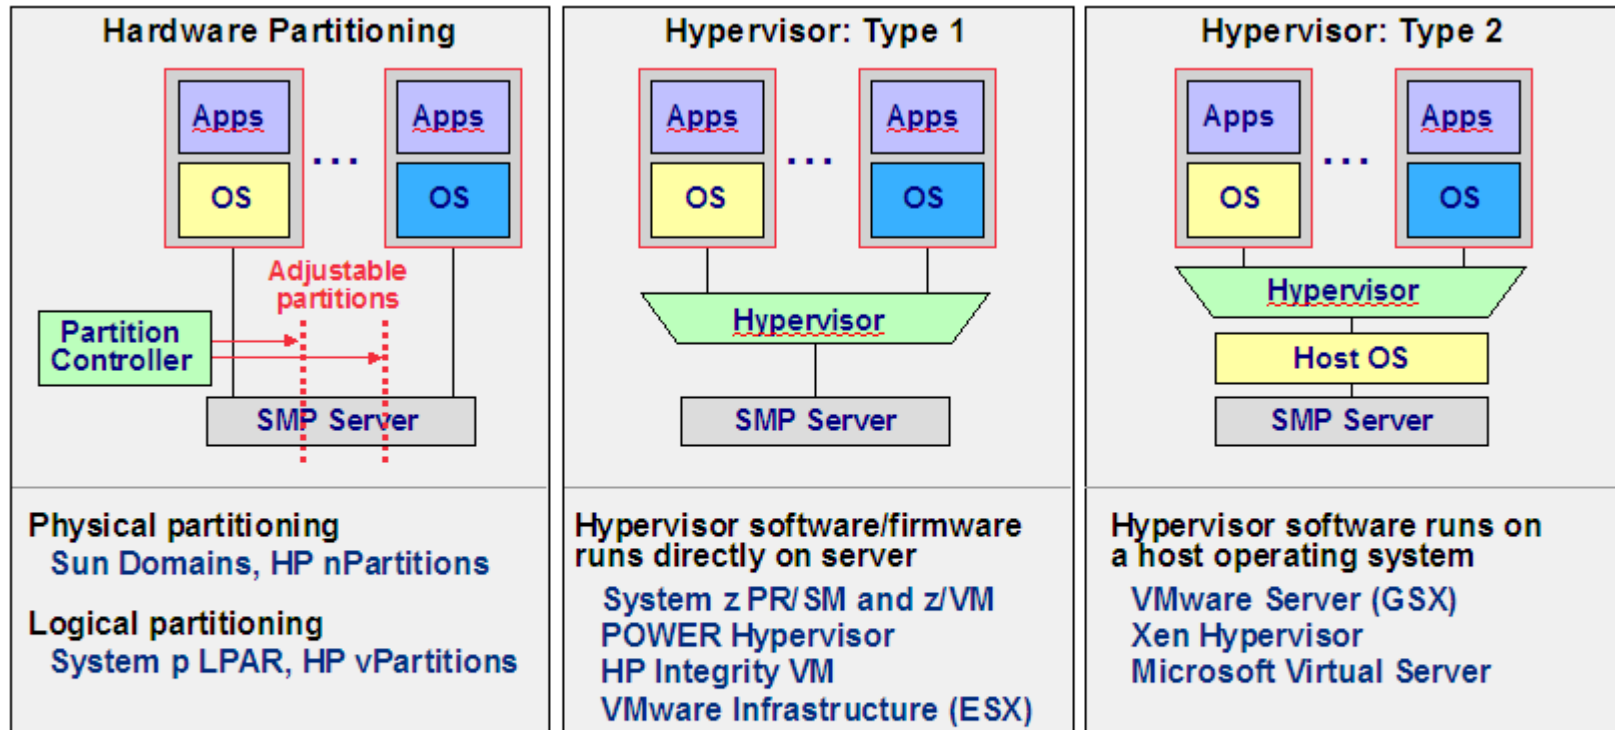 Hardware Partitioning
Apps
Apps
OS
...
OS
Adjustable
partitions
Partition
Controller
SMP Server
Physical partitioning
Sun Domains, HP nPartitions
Logical partitioning
System p LPAR, HP vPartitions
Hypervisor: Type 1
Apps
Apps
OS
...
OS
Hypervisor
SMP Server
Hypervisor software/firmware
runs directly on server
System z PR/SM and z/VM
POWER Hypervisor
HP Integrity VM
VMware Infrastructure (ESX)
Hypervisor: Type 2
Apps
Apps
OS
...
OS
Hypervisor
Host OS
SMP Server
Hypervisor software runs on
a host operating system
VMware Server (GSX)
Xen Hypervisor
Microsoft Virtual Server